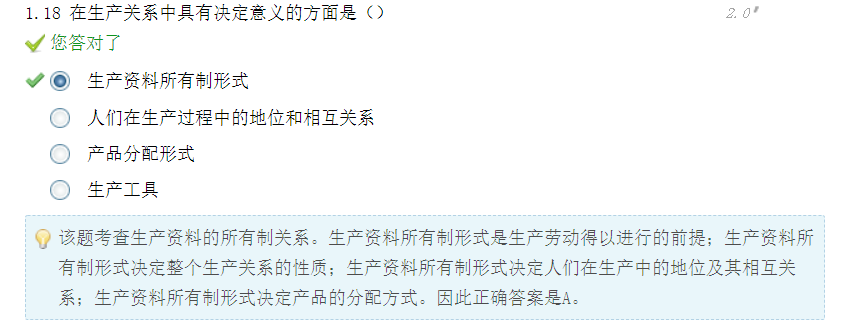 1.18 在生产关系中具有决定意义的方面是（） 2.0#
您答对了
生产资料所有制形式
人们在生产过程中的地位和相互关系
产品分配形式
生产工具
该题考查生产资料的所有制关系。生产资料所有制形式是生产劳动得以进行的前提；生产资料所
有制形式决定整个生产关系的性质；生产资料所有制形式决定人们在生产中的地位及其相互关
系；生产资料所有制形式决定产品的分配方式。因此正确答案是A。